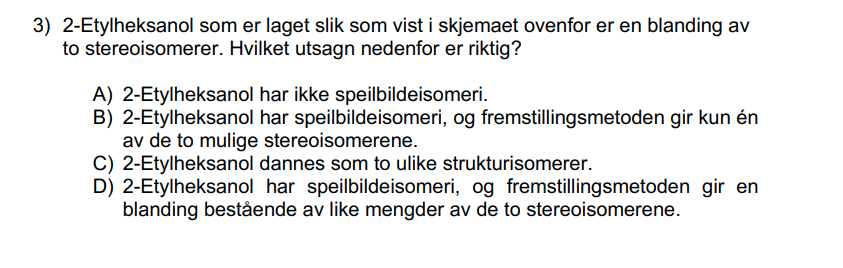 3) 2-Etylheksanol som er laget slik som vist i skjemaet ovenfor er en blanding av
to stereoisomerer. Hvilket utsagn nedenfor er riktig?
A) 2-Etylheksanol har ikke speilbildeisomeri.
B) 2-Etylheksanol har speilbildeisomeri, og fremstillingsmetoden gir kun én
av de to mulige stereoisomerene.
C) 2-Etylheksanol dannes som to ulike strukturisomerer.
D) 2-Etylheksanol har speilbildeisomeri, og fremstillingsmetoden gir en
blanding bestående av like mengder av de to stereoisomerene.